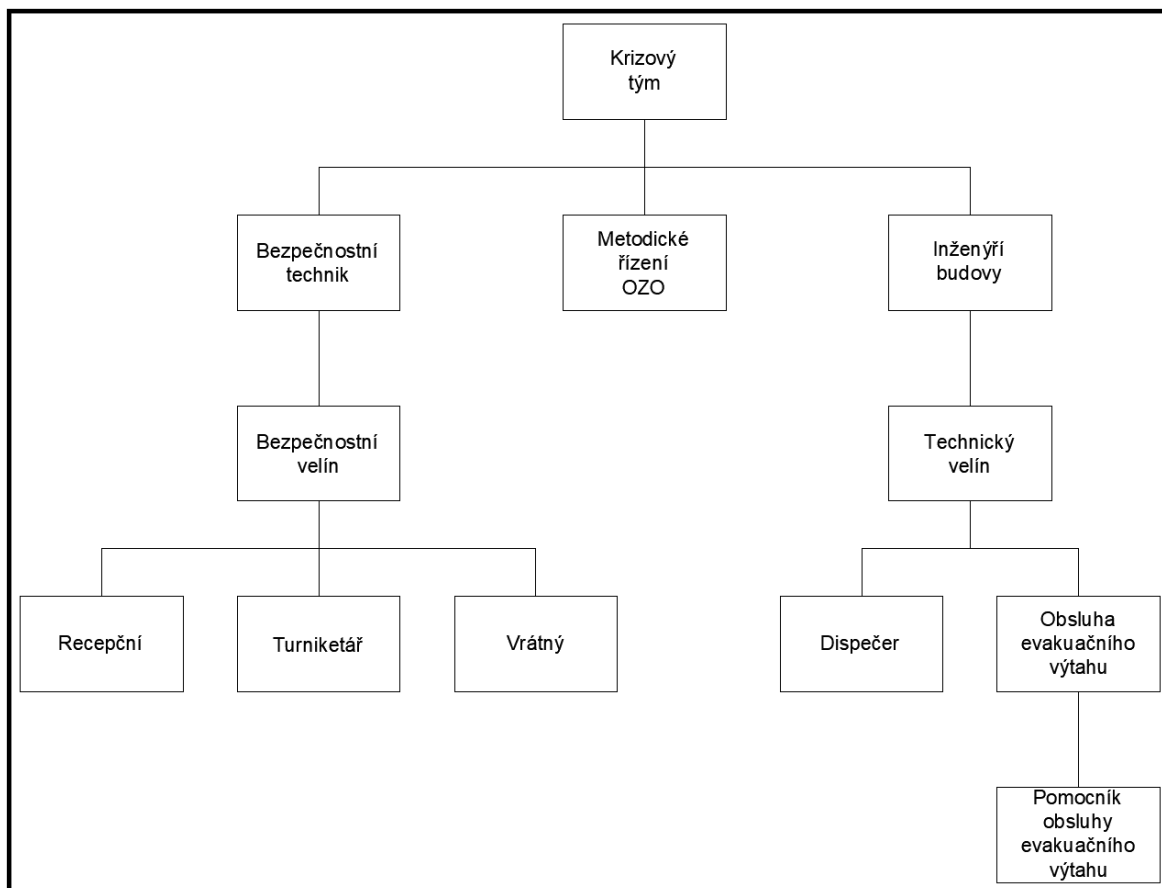 Krizový
tým
Bezpečnostní
technik
Metodické
řízení
OZO
Inženýři
budovy
Bezpečnostní
velín
Technický
velín
Recepční
Turniketář
Vrátný
Dispečer
Obsluha
evakuačního
výtahu
Pomocník
obsluhy
evakuačního
výtahu